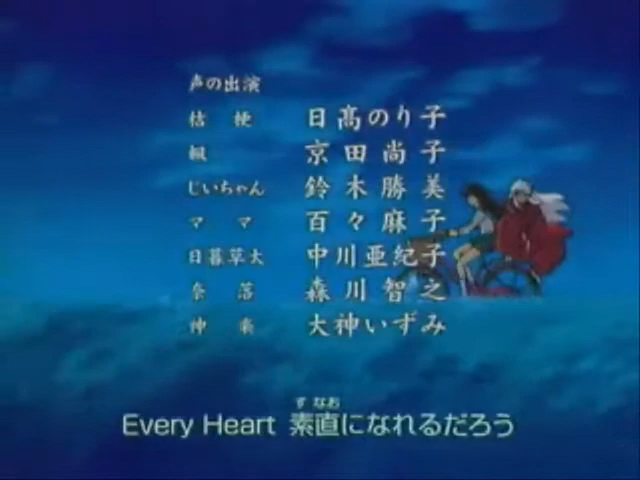 声の出演
桔梗 日髙のり子
楓 京田尚子
じいちゃん 鈴木勝美
ママ 百々麻子
日暮草太 中川亜紀子
奈落 森川智之
神楽 大神いずみ
すなお
Every Heart 素直になれるだろう